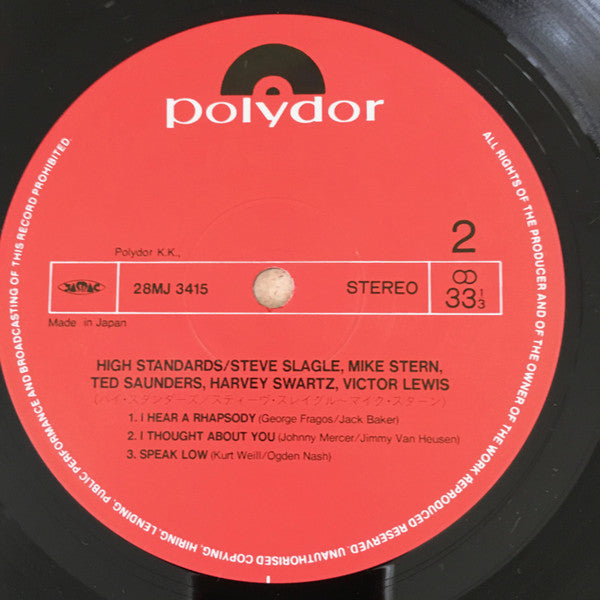 polydor
2
Polydor K.K.,
JASRAC
28MJ 3415
STEREO
33 1/3
Made in Japan
HIGH STANDARDS/STEVE SLAGLE, MIKE STERN,
TED SAUNDERS, HARVEY SWARTZ, VICTOR LEWIS
(ハイ・スタンダーズ/スティーヴ・スレイグル〜マイク・スターン)
1. I HEAR A RHAPSODY (George Fragos/Jack Baker)
2. I THOUGHT ABOUT YOU (Johnny Mercer/Jimmy Van Heusen)
3. SPEAK LOW (Kurt Weill/Ogden Nash)
ALL RIGHTS OF THE PRODUCER AND OF THE OWNER OF THE WORK REPRODUCED RESERVED. UNAUTHORISED COPYING, HIRING, LENDING, PUBLIC PERFORMANCE AND BROADCASTING OF THIS RECORD PROHIBITED.